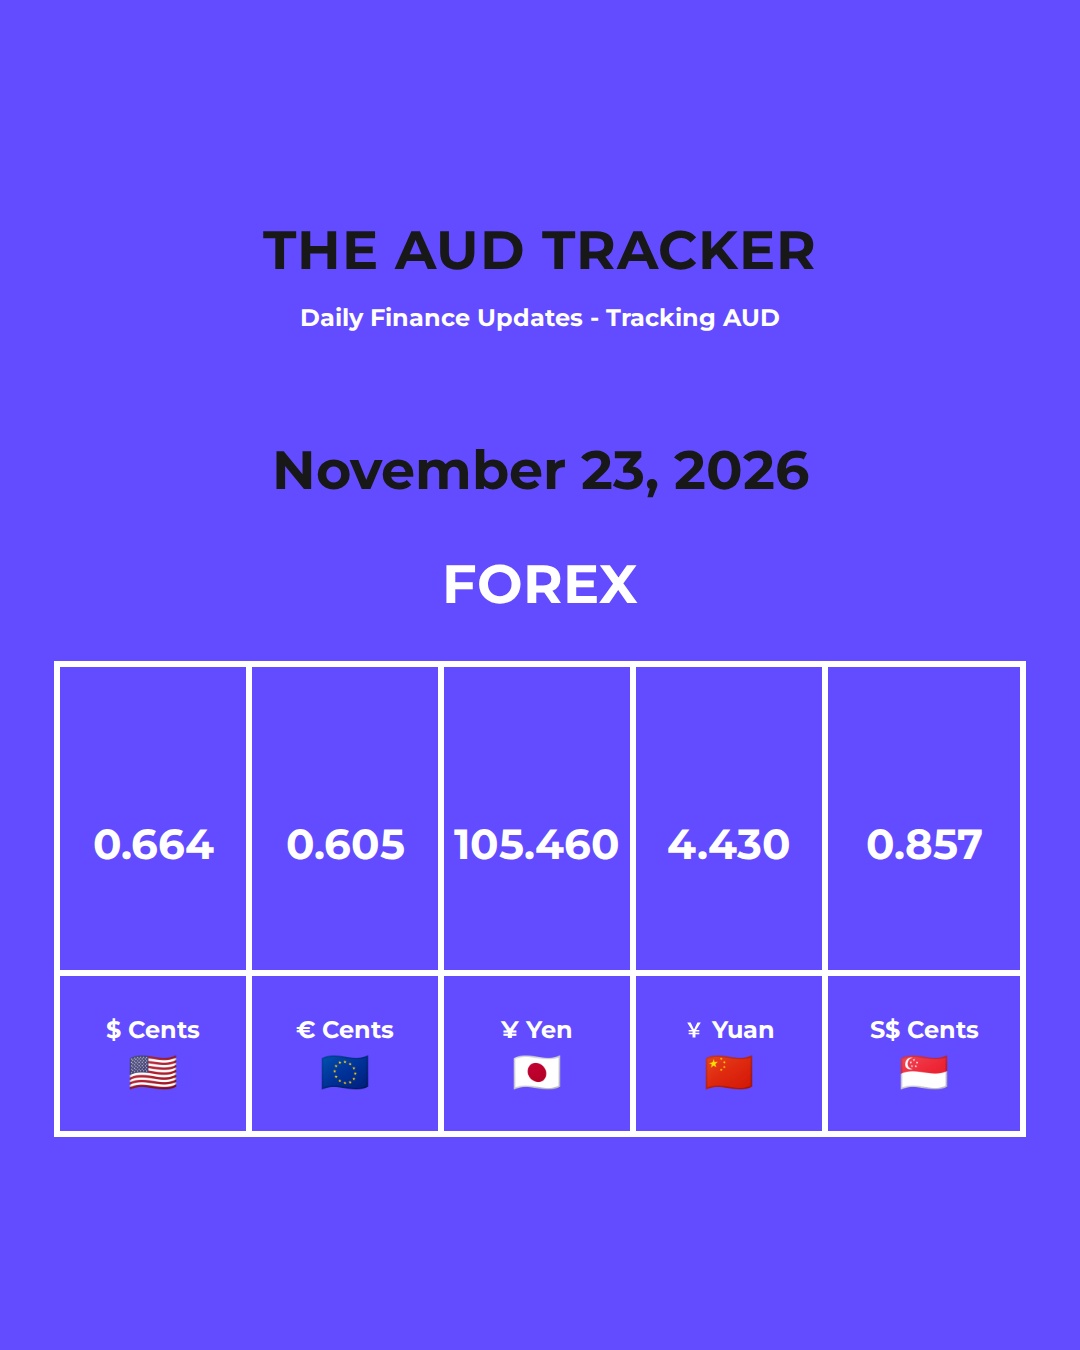 THE AUD TRACKER
Daily Finance Updates - Tracking AUD
November 23, 2026
FOREX
0.664 0.605 105.460 4.430 0.857
$ Cents € Cents ¥ Yen ¥ Yuan S$ Cents